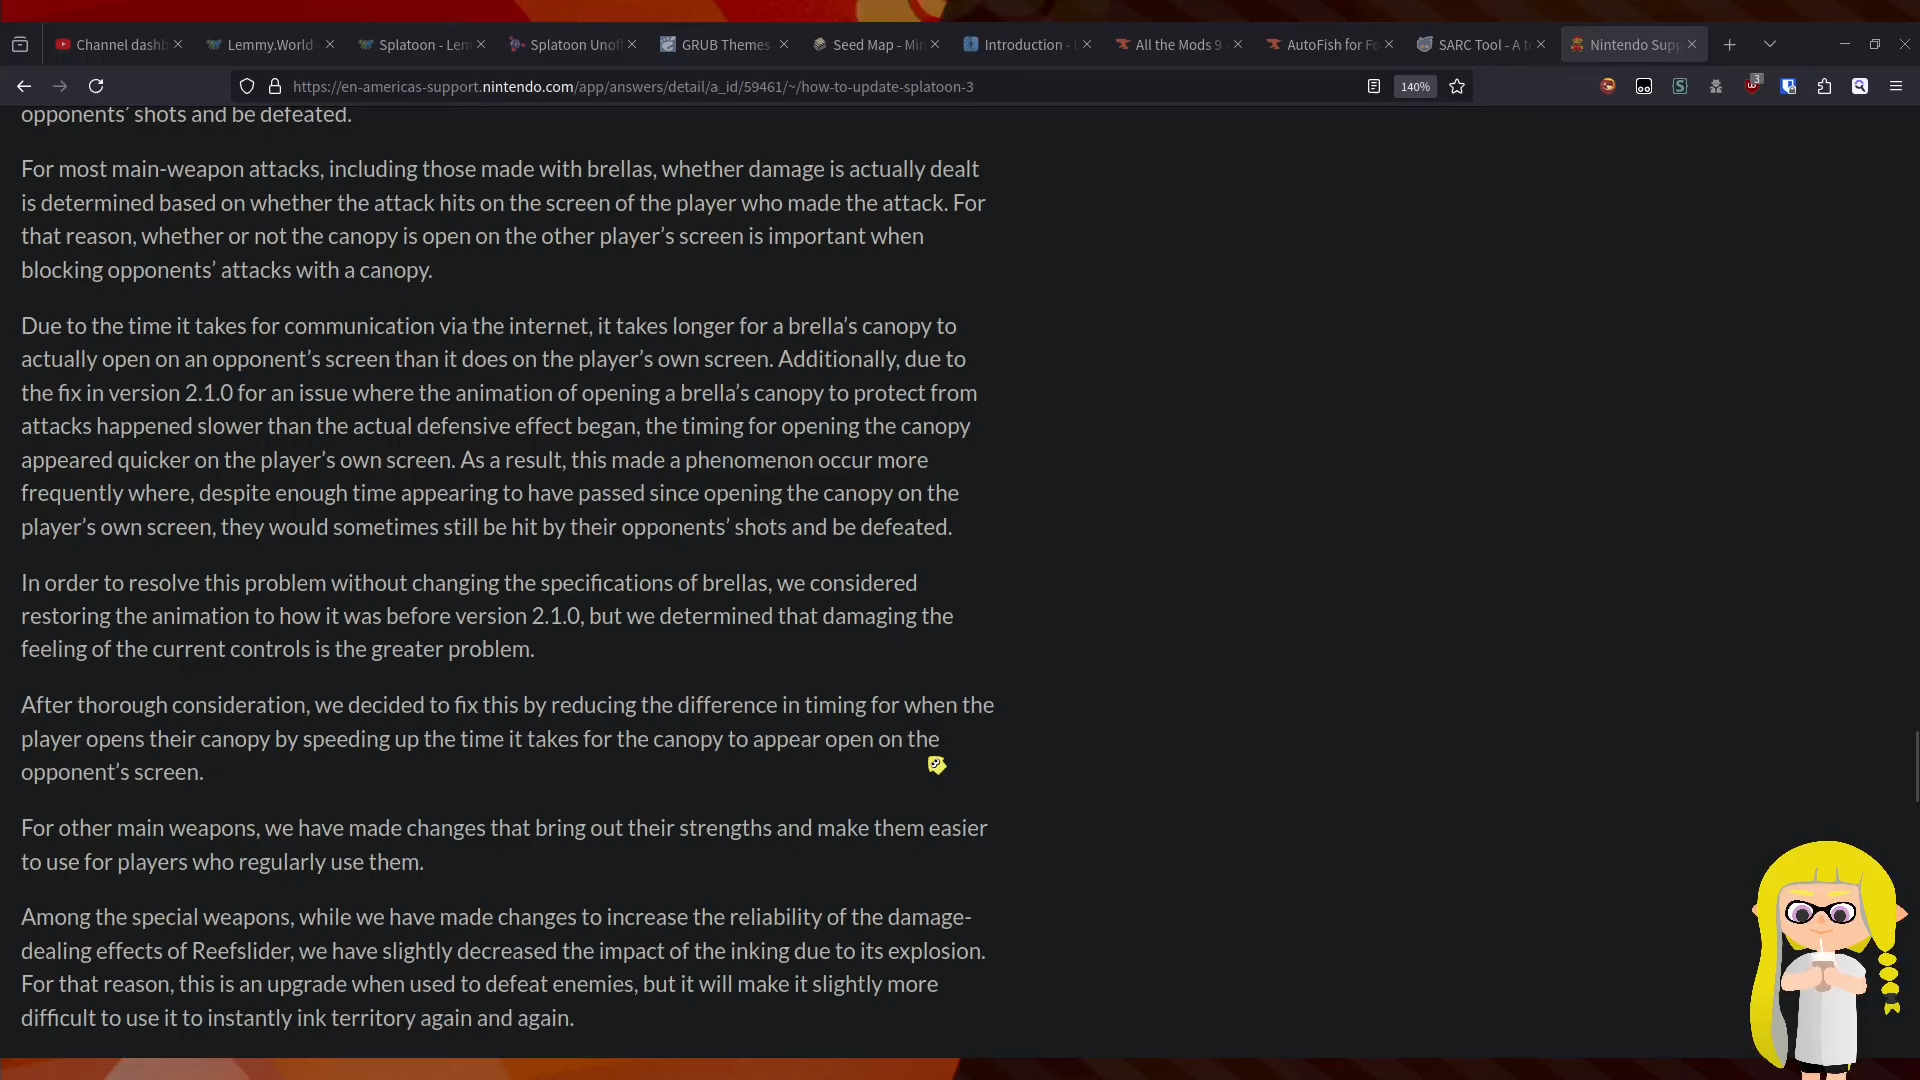 Channel dashb
Lemmy.World
Splatoon - Lem
Splatoon Unof
GRUB Themes
Seed Map - Min
Introduction -
All the Mods 9 -
AutoFish for Fo
SARC Tool - A t
Nintendo Supp
https://en-americas-support.nintendo.com/app/answers/detail/a_id/59461/~/how-to-update-splatoon-3
140%
3
opponents’ shots and be defeated.
For most main-weapon attacks, including those made with brellas, whether damage is actually dealt
is determined based on whether the attack hits on the screen of the player who made the attack. For
that reason, whether or not the canopy is open on the other player’s screen is important when
blocking opponents’ attacks with a canopy.
Due to the time it takes for communication via the internet, it takes longer for a brella’s canopy to
actually open on an opponent’s screen than it does on the player’s own screen. Additionally, due to
the fix in version 2.1.0 for an issue where the animation of opening a brella’s canopy to protect from
attacks happened slower than the actual defensive effect began, the timing for opening the canopy
appeared quicker on the player’s own screen. As a result, this made a phenomenon occur more
frequently where, despite enough time appearing to have passed since opening the canopy on the
player’s own screen, they would sometimes still be hit by their opponents’ shots and be defeated.
In order to resolve this problem without changing the specifications of brellas, we considered
restoring the animation to how it was before version 2.1.0, but we determined that damaging the
feeling of the current controls is the greater problem.
After thorough consideration, we decided to fix this by reducing the difference in timing for when the
player opens their canopy by speeding up the time it takes for the canopy to appear open on the
opponent’s screen.
For other main weapons, we have made changes that bring out their strengths and make them easier
to use for players who regularly use them.
Among the special weapons, while we have made changes to increase the reliability of the damage-
dealing effects of Reefslider, we have slightly decreased the impact of the inking due to its explosion.
For that reason, this is an upgrade when used to defeat enemies, but it will make it slightly more
difficult to use it to instantly ink territory again and again.